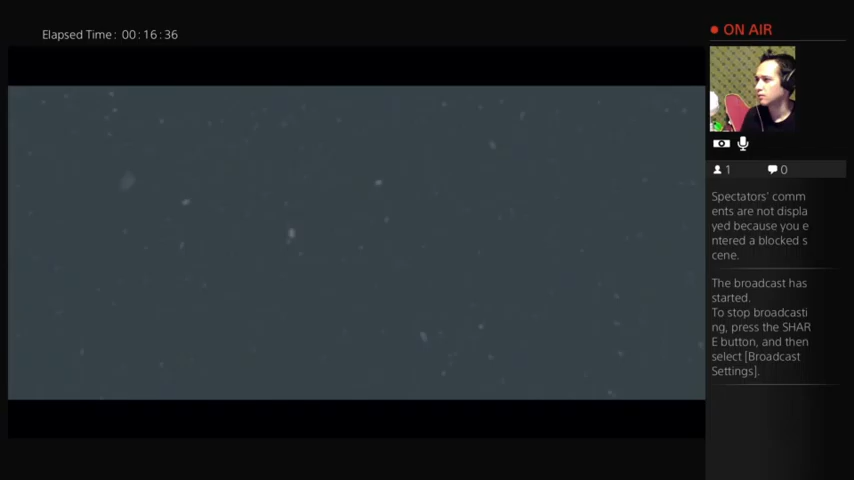 Elapsed Time: 00:16:36
ON AIR
1 0
Spectators' comm
ents are not displa
yed because you e
ntered a blocked s
cene.
The broadcast has
started.
To stop broadcasti
ng, press the SHAR
E button, and then
select [Broadcast
Settings].